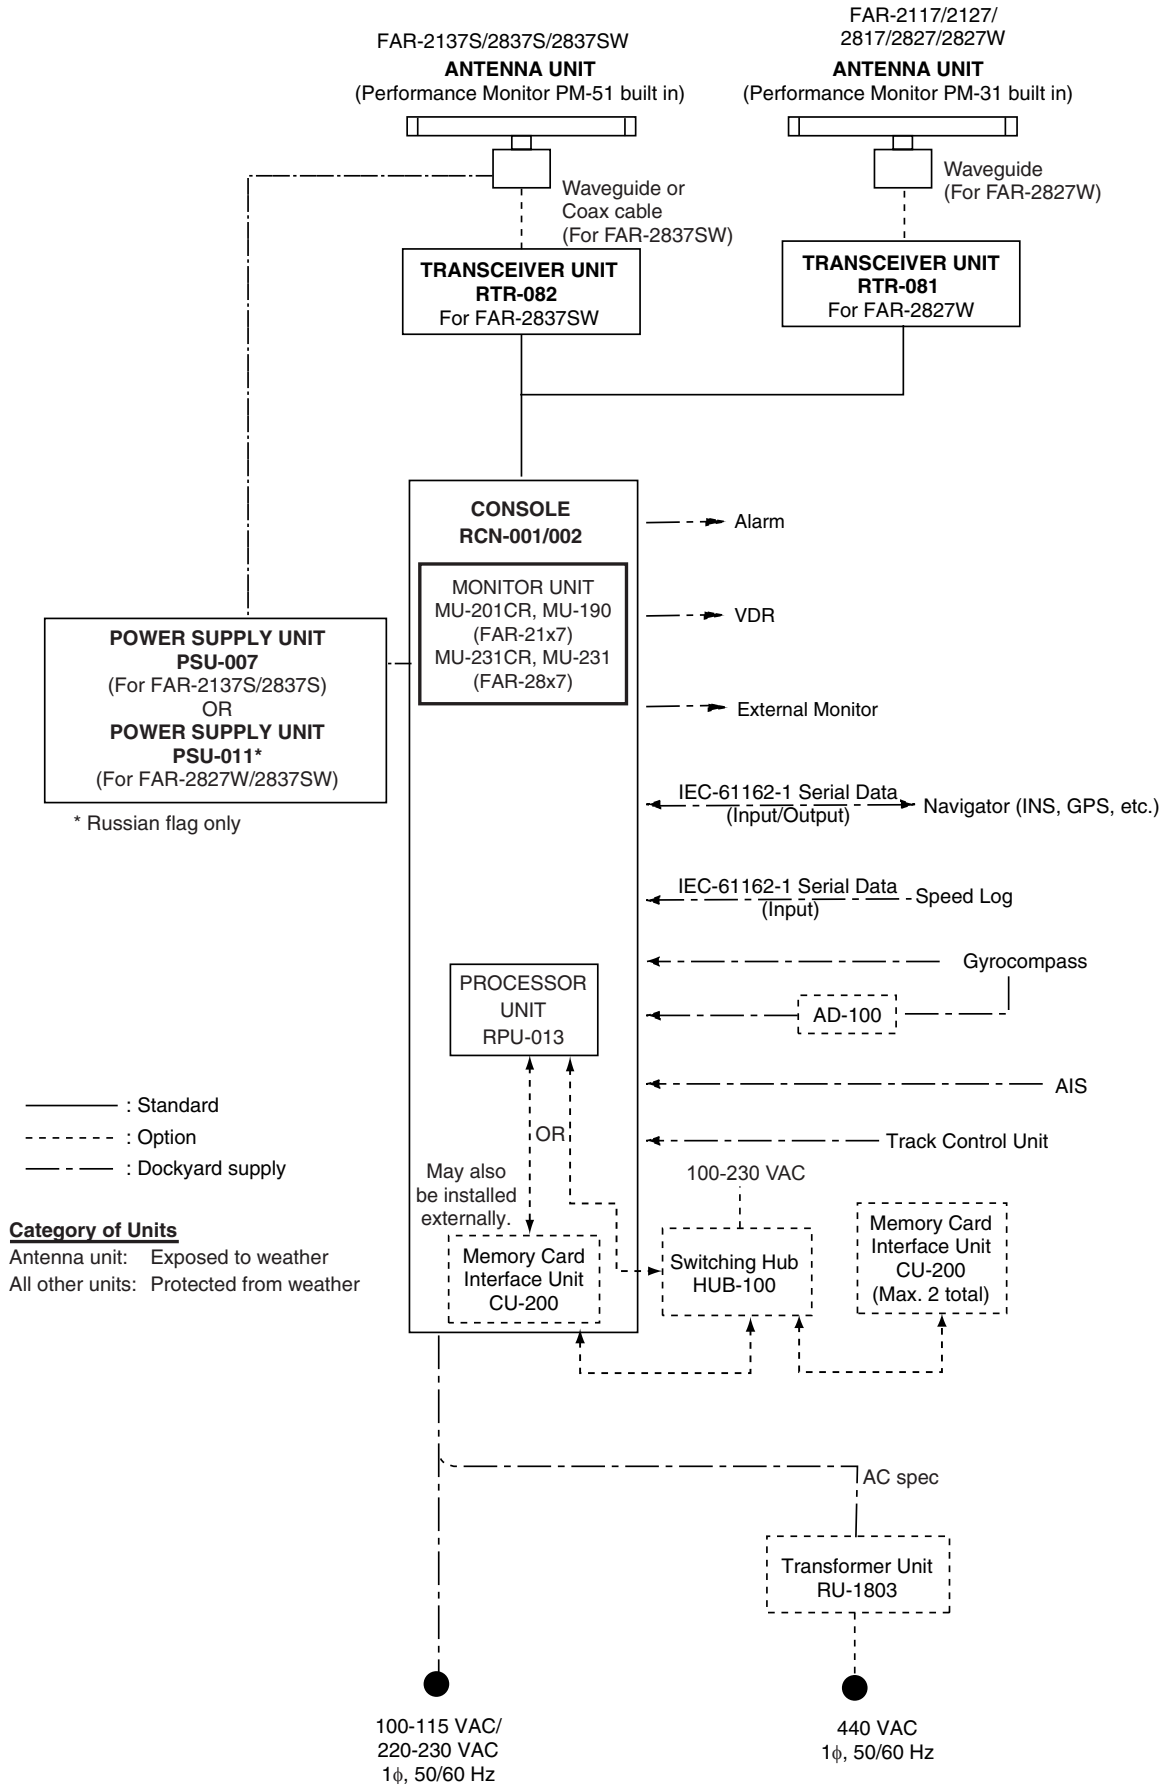 FAR-2137S/2837S/2837SW
ANTENNA UNIT
(Performance Monitor PM-51 built in)
FAR-2117/2127/
2817/2827/2827W
ANTENNA UNIT
(Performance Monitor PM-31 built in)
Waveguide or
Coax cable
(For FAR-2837SW)
Waveguide
(For FAR-2827W)
TRANSCEIVER UNIT
RTR-082
For FAR-2837SW
TRANSCEIVER UNIT
RTR-081
For FAR-2827W
CONSOLE
RCN-001/002
MONITOR UNIT
MU-201CR, MU-190
(FAR-21x7)
MU-231CR, MU-231
(FAR-28x7)
POWER SUPPLY UNIT
PSU-007
(For FAR-2137S/2837S)
OR
POWER SUPPLY UNIT
PSU-011*
(For FAR-2827W/2837SW)
* Russian flag only
Alarm
VDR
External Monitor
IEC-61162-1 Serial Data
(Input/Output)
Navigator (INS, GPS, etc.)
IEC-61162-1 Serial Data
(Input)
Speed Log
Gyrocompass
AD-100
AIS
Track Control Unit
PROCESSOR
UNIT
RPU-013
OR
May also
be installed
externally.
Memory Card
Interface Unit
CU-200
100-230 VAC
Switching Hub
HUB-100
Memory Card
Interface Unit
CU-200
(Max. 2 total)
: Standard
: Option
: Dockyard supply
Category of Units
Antenna unit: Exposed to weather
All other units: Protected from weather
AC spec
Transformer Unit
RU-1803
100-115 VAC/
220-230 VAC
1ϕ, 50/60 Hz
440 VAC
1ϕ, 50/60 Hz